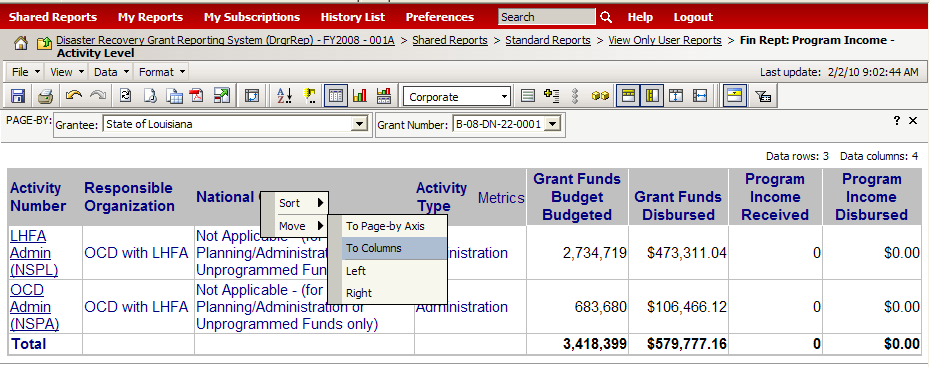 Shared Reports My Reports My Subscriptions History List Preferences Search Help Logout
Disaster Recovery Grant Reporting System (DrgrRep) - FY2008 - 001A > Shared Reports > Standard Reports > View Only User Reports > Fin Rept: Program Income -
Activity Level
File View Data Format Last update: 2/2/10 9:02:44 AM
Corporate
PAGE-BY: Grantee: State of Louisiana Grant Number: B-08-DN-22-0001 ? ×
Data rows: 3 Data columns: 4
Activity Number
Responsible Organization
National
Activity Type
Metrics
Grant Funds Budget Budgeted
Grant Funds Disbursed
Program Income Received
Program Income Disbursed
Sort
Move
To Page-by Axis
To Columns
Left
Right
LHFA Admin (NSPL)
OCD with LHFA
Not Applicable - (for
Planning/Administrat
Unprogrammed Fun
nistration
2,734,719 $473,311.04 0 $0.00
OCD Admin (NSPA)
OCD with LHFA
Not Applicable - (for
Planning/Administration or
Unprogrammed Funds only)
Administration
683,680 $106,466.12 0 $0.00
Total 3,418,399 $579,777.16 0 $0.00